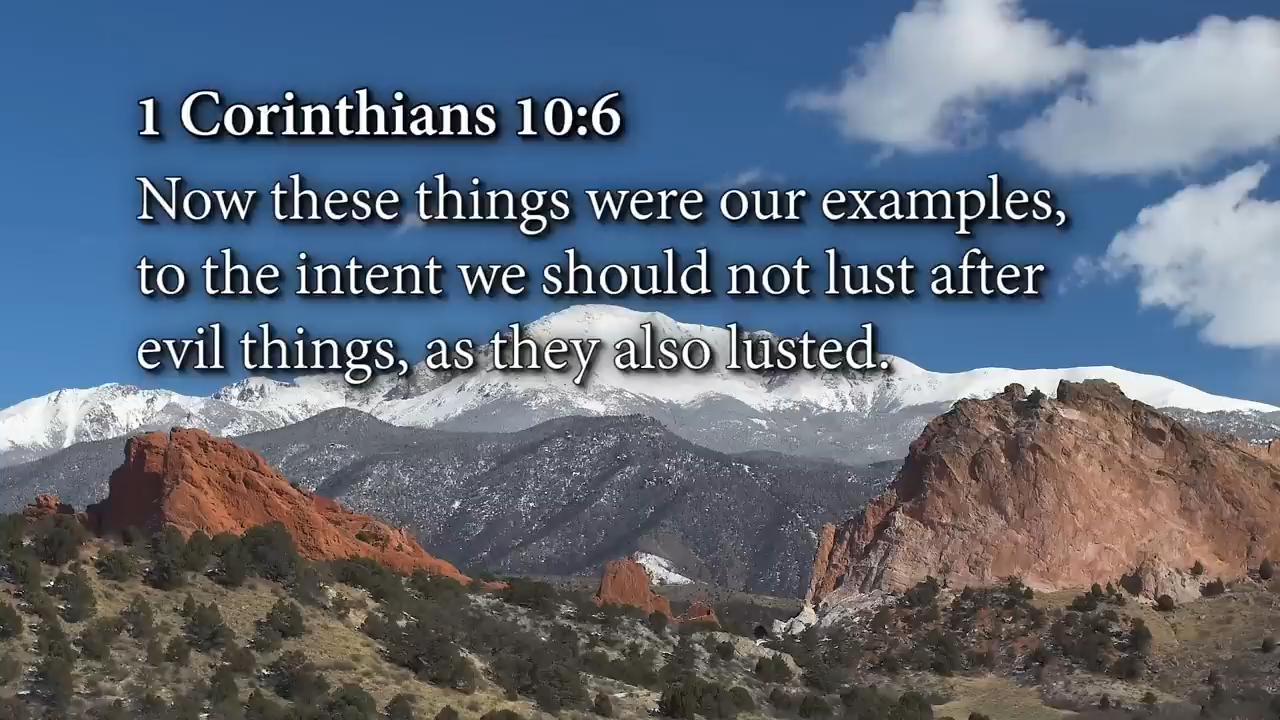 1 Corinthians 10:6
Now these things were our examples,
to the intent we should not lust after
evil things, as they also lusted.